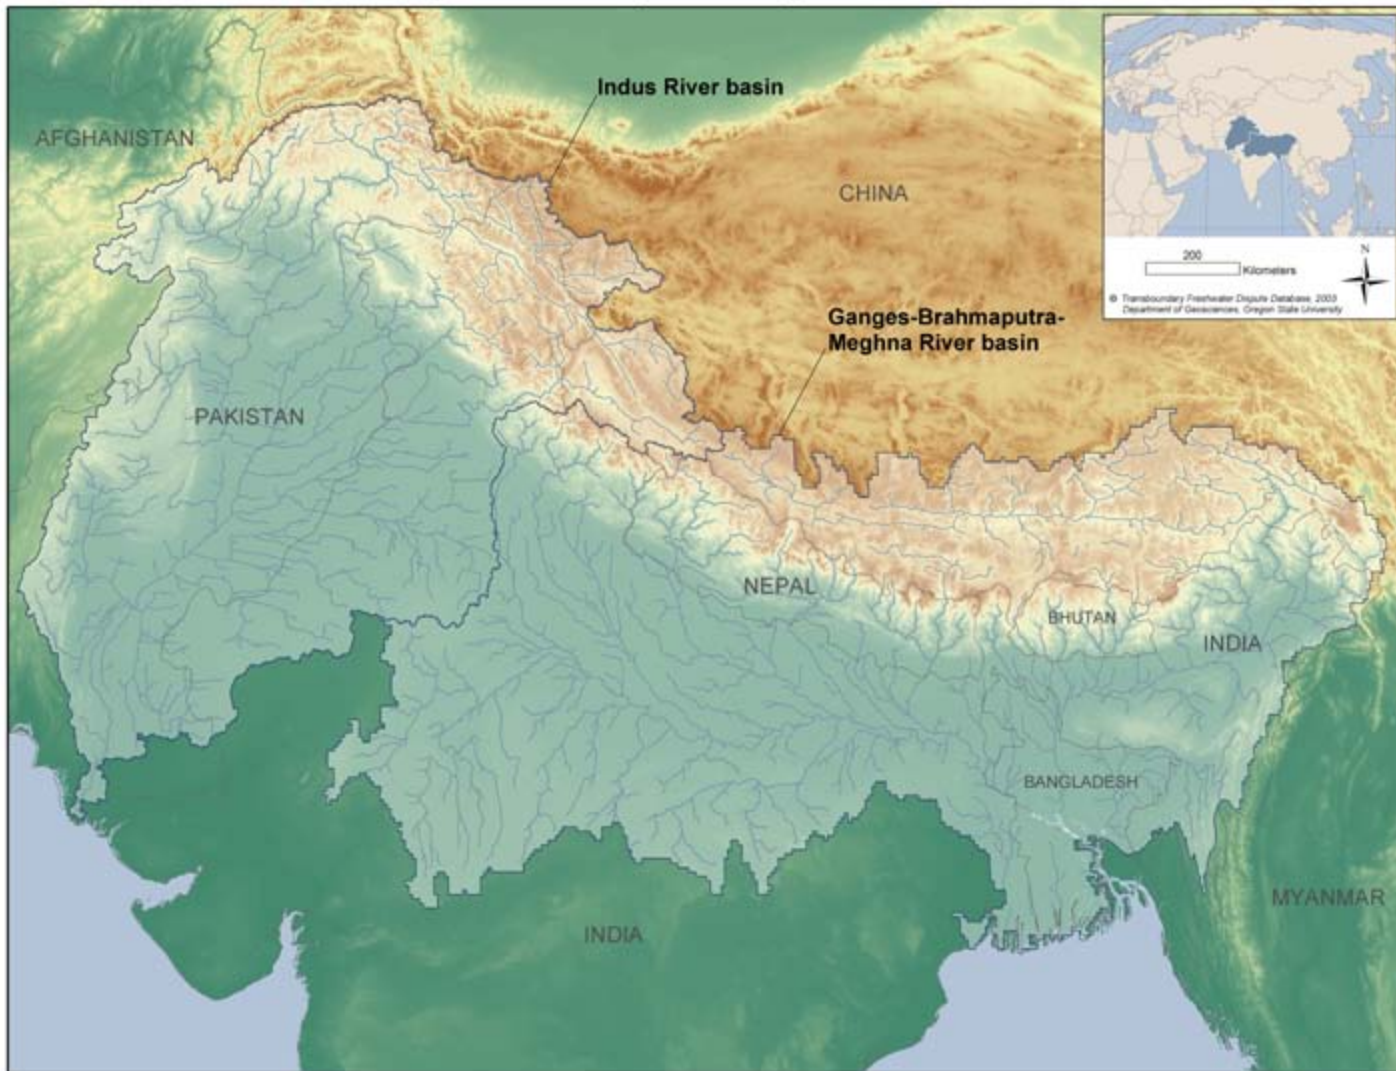 Indus River basin
AFGHANISTAN
CHINA
200
Kilometers
N
© Transboundary Freshwater Dispute Database, 2003
Department of Geosciences, Oregon State University
Ganges-Brahmaputra-
Meghna River basin
PAKISTAN
NEPAL
BHUTAN
INDIA
BANGLADESH
MYANMAR
INDIA